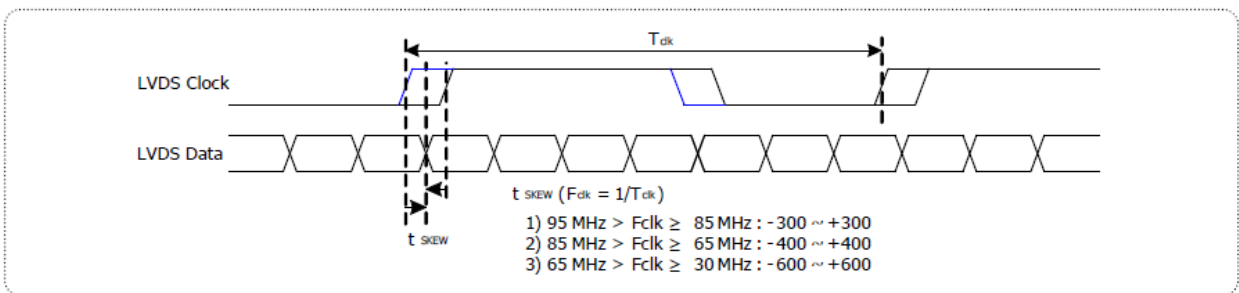 Tclk
LVDS Clock
LVDS Data
t SKEW (Fclk = 1/Tclk)
1) 95 MHz > Fclk ≥ 85 MHz : -300 ~ +300
2) 85 MHz > Fclk ≥ 65 MHz : -400 ~ +400
3) 65 MHz > Fclk ≥ 30 MHz : -600 ~ +600
t SKEW